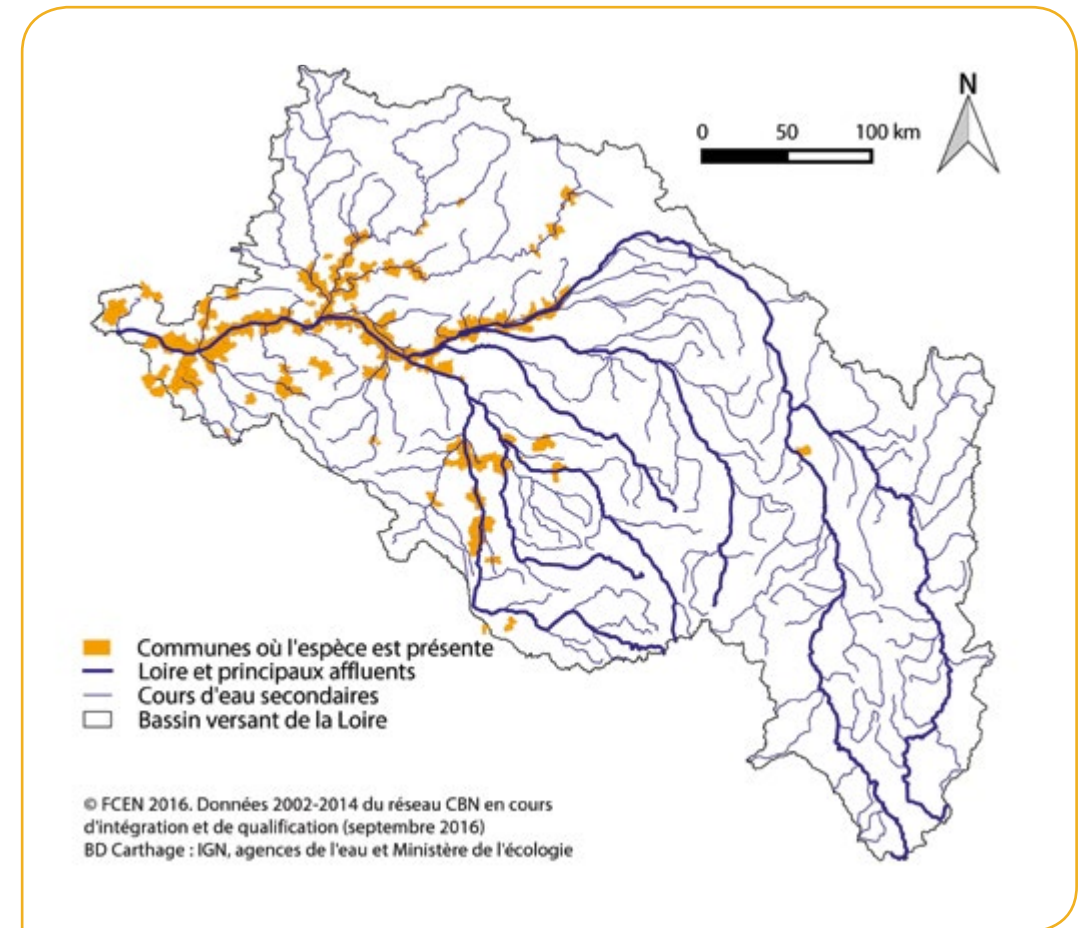 N
0 50 100 km
Communes où l'espèce est présente
Loire et principaux affluents
Cours d'eau secondaires
Bassin versant de la Loire
© FCEN 2016. Données 2002-2014 du réseau CBN en cours
d'intégration et de qualification (septembre 2016)
BD Carthage : IGN, agences de l'eau et Ministère de l'écologie